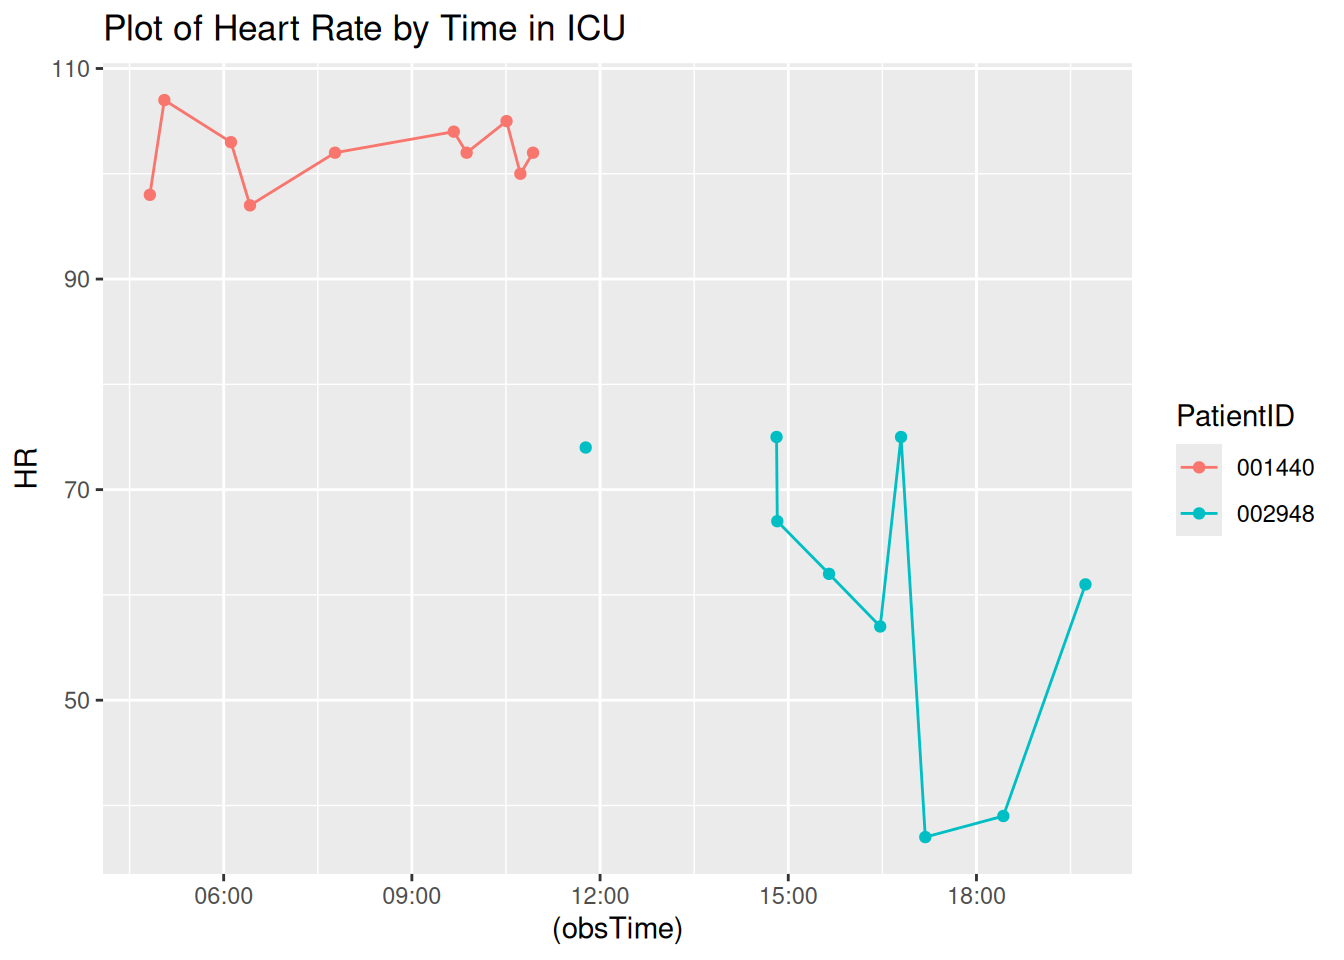 Plot of Heart Rate by Time in ICU
110
90
70
50
HR
06:00 09:00 12:00 15:00 18:00
(obsTime)
PatientID
001440
002948